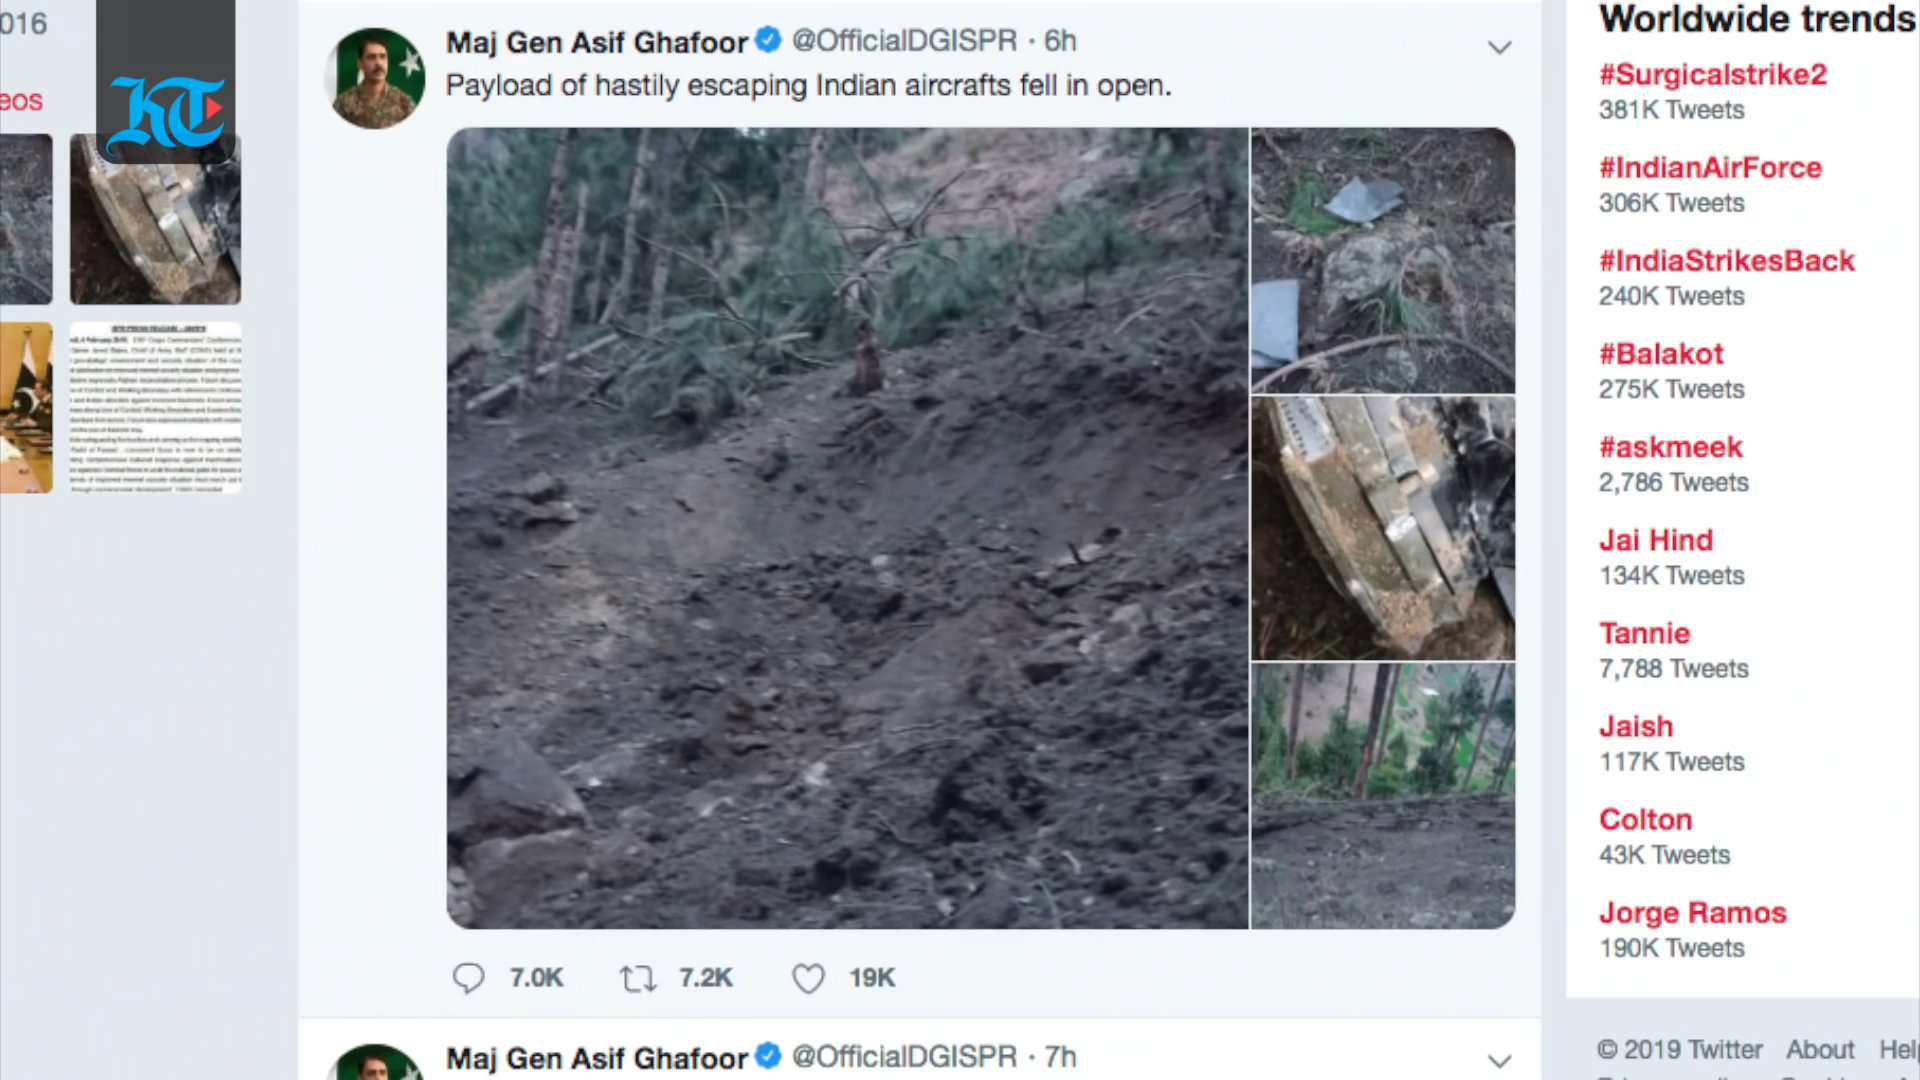 2016
eos
KT
Maj Gen Asif Ghafoor @OfficialDGISPR · 6h
Payload of hastily escaping Indian aircrafts fell in open.
7.0K 7.2K 19K
Maj Gen Asif Ghafoor @OfficialDGISPR · 7h
Worldwide trends
#Surgicalstrike2
381K Tweets
#IndianAirForce
306K Tweets
#IndiaStrikesBack
240K Tweets
#Balakot
275K Tweets
#askmeek
2,786 Tweets
Jai Hind
134K Tweets
Tannie
7,788 Tweets
Jaish
117K Tweets
Colton
43K Tweets
Jorge Ramos
190K Tweets
© 2019 Twitter About Help